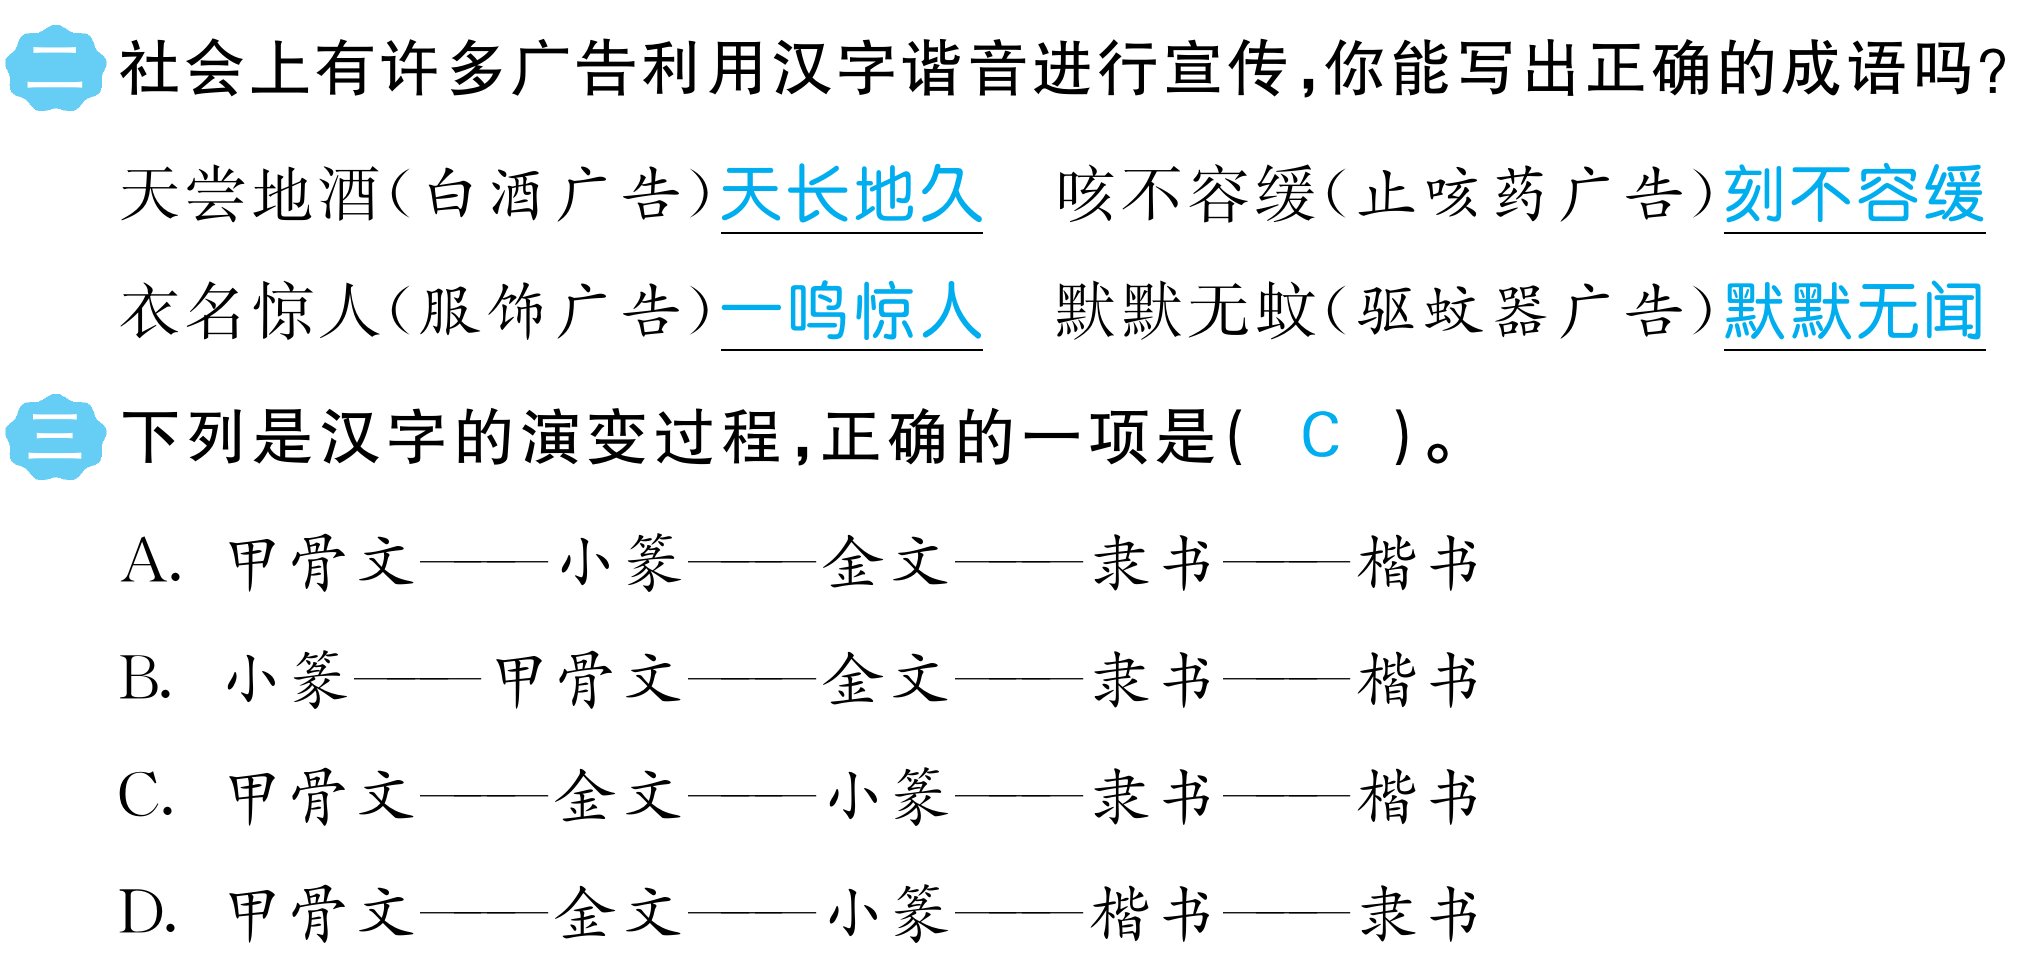 二 社会上有许多广告利用汉字谐音进行宣传,你能写出正确的成语吗?
天尝地酒(白酒广告)天长地久 咳不容缓(止咳药广告)刻不容缓
衣名惊人(服饰广告)一鸣惊人 默默无蚊(驱蚊器广告)默默无闻
三 下列是汉字的演变过程,正确的一项是( C )。
A. 甲骨文——小篆——金文——隶书——楷书
B. 小篆——甲骨文——金文——隶书——楷书
C. 甲骨文——金文——小篆——隶书——楷书
D. 甲骨文——金文——小篆——楷书——隶书